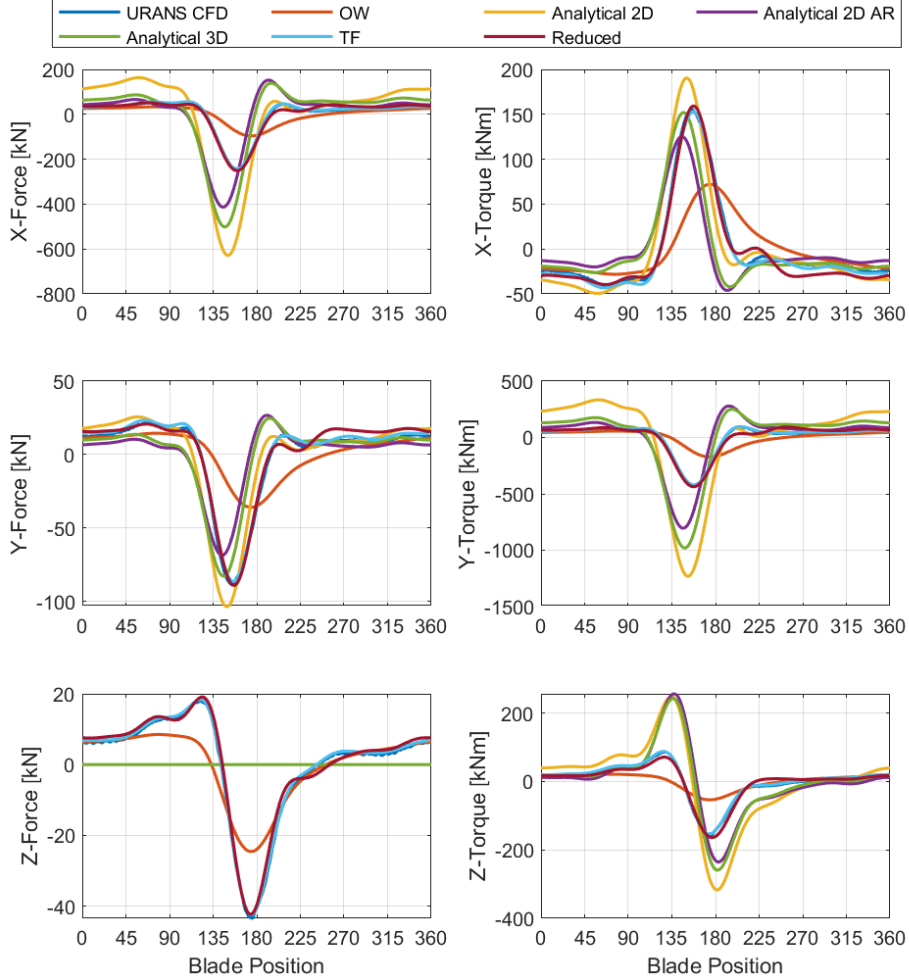 URANS CFD OW Analytical 2D Analytical 2D AR
Analytical 3D TF Reduced
X-Force [kN]
200
0
-200
-400
-600
-800
0 45 90 135 180 225 270 315 360
X-Torque [kNm]
200
150
100
50
0
-50
0 45 90 135 180 225 270 315 360
Y-Force [kN]
50
0
-50
-100
0 45 90 135 180 225 270 315 360
Y-Torque [kNm]
500
0
-500
-1000
-1500
0 45 90 135 180 225 270 315 360
Z-Force [kN]
20
0
-20
-40
0 45 90 135 180 225 270 315 360
Blade Position
Z-Torque [kNm]
200
0
-200
-400
0 45 90 135 180 225 270 315 360
Blade Position